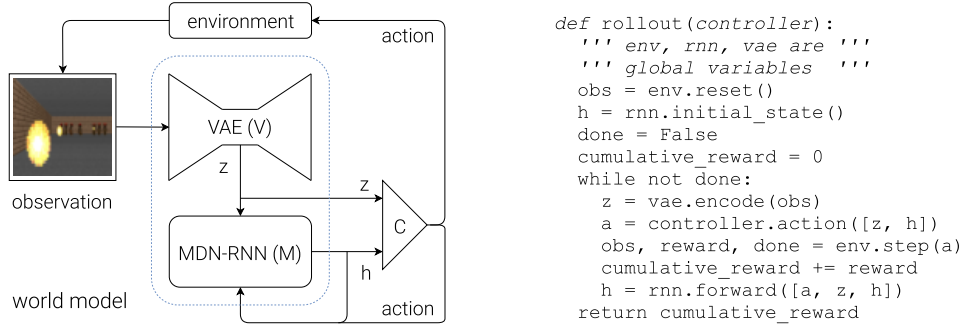 environment
action
VAE (V)
z
z
observation
C
MDN-RNN (M)
h
world model
action
def rollout(controller):
  ''' env, rnn, vae are '''
  ''' global variables  '''
  obs = env.reset()
  h = rnn.initial_state()
  done = False
  cumulative_reward = 0
  while not done:
    z = vae.encode(obs)
    a = controller.action([z, h])
    obs, reward, done = env.step(a)
    cumulative_reward += reward
    h = rnn.forward([a, z, h])
  return cumulative_reward